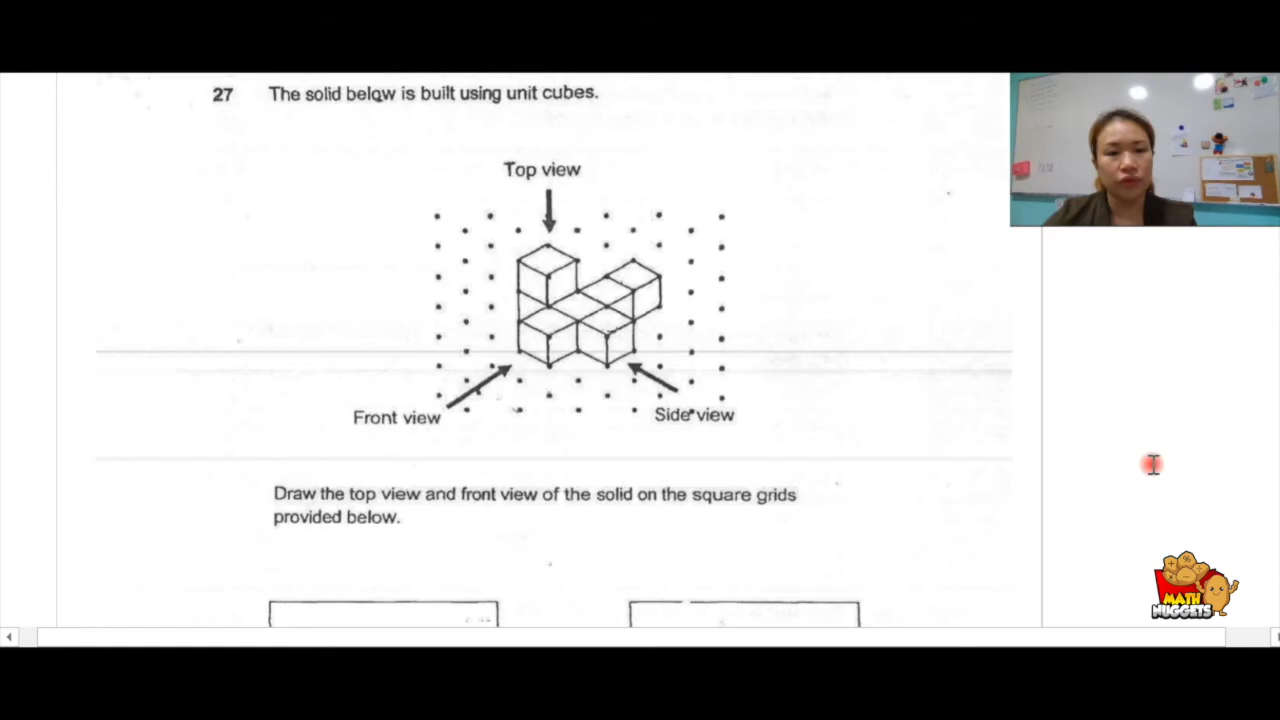 27 The solid below is built using unit cubes.
Top view
Front view
Side view
Draw the top view and front view of the solid on the square grids
provided below.
MATH
NUGGETS